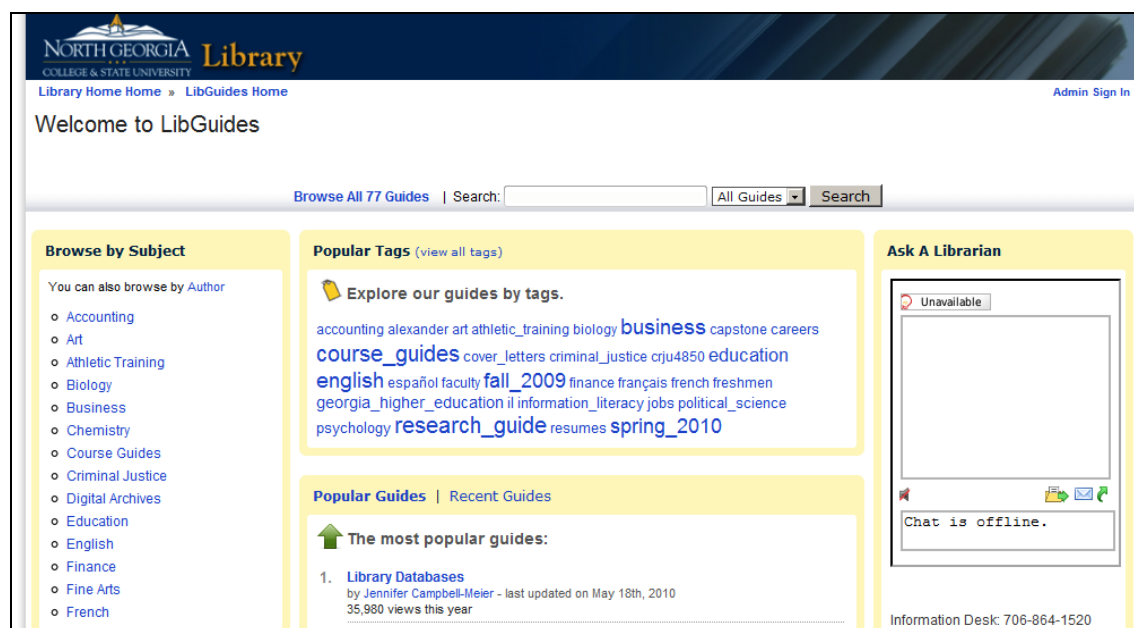 NORTH GEORGIA
COLLEGE & STATE UNIVERSITY
Library
Library Home Home » LibGuides Home
Admin Sign In
Welcome to LibGuides
Browse All 77 Guides | Search: All Guides Search
Browse by Subject
You can also browse by Author
Accounting
Art
Athletic Training
Biology
Business
Chemistry
Course Guides
Criminal Justice
Digital Archives
Education
English
Finance
Fine Arts
French
Popular Tags (view all tags)
Explore our guides by tags.
accounting alexander art athletic_training biology business capstone careers
course_guides cover_letters criminal_justice crju4850 education
english español faculty fall_2009 finance français french freshmen
georgia_higher_education il information_literacy jobs political_science
psychology research_guide resumes spring_2010
Popular Guides | Recent Guides
The most popular guides:
1. Library Databases
by Jennifer Campbell-Meier - last updated on May 18th, 2010
35,980 views this year
Ask A Librarian
Unavailable
Chat is offline.
Information Desk: 706-864-1520